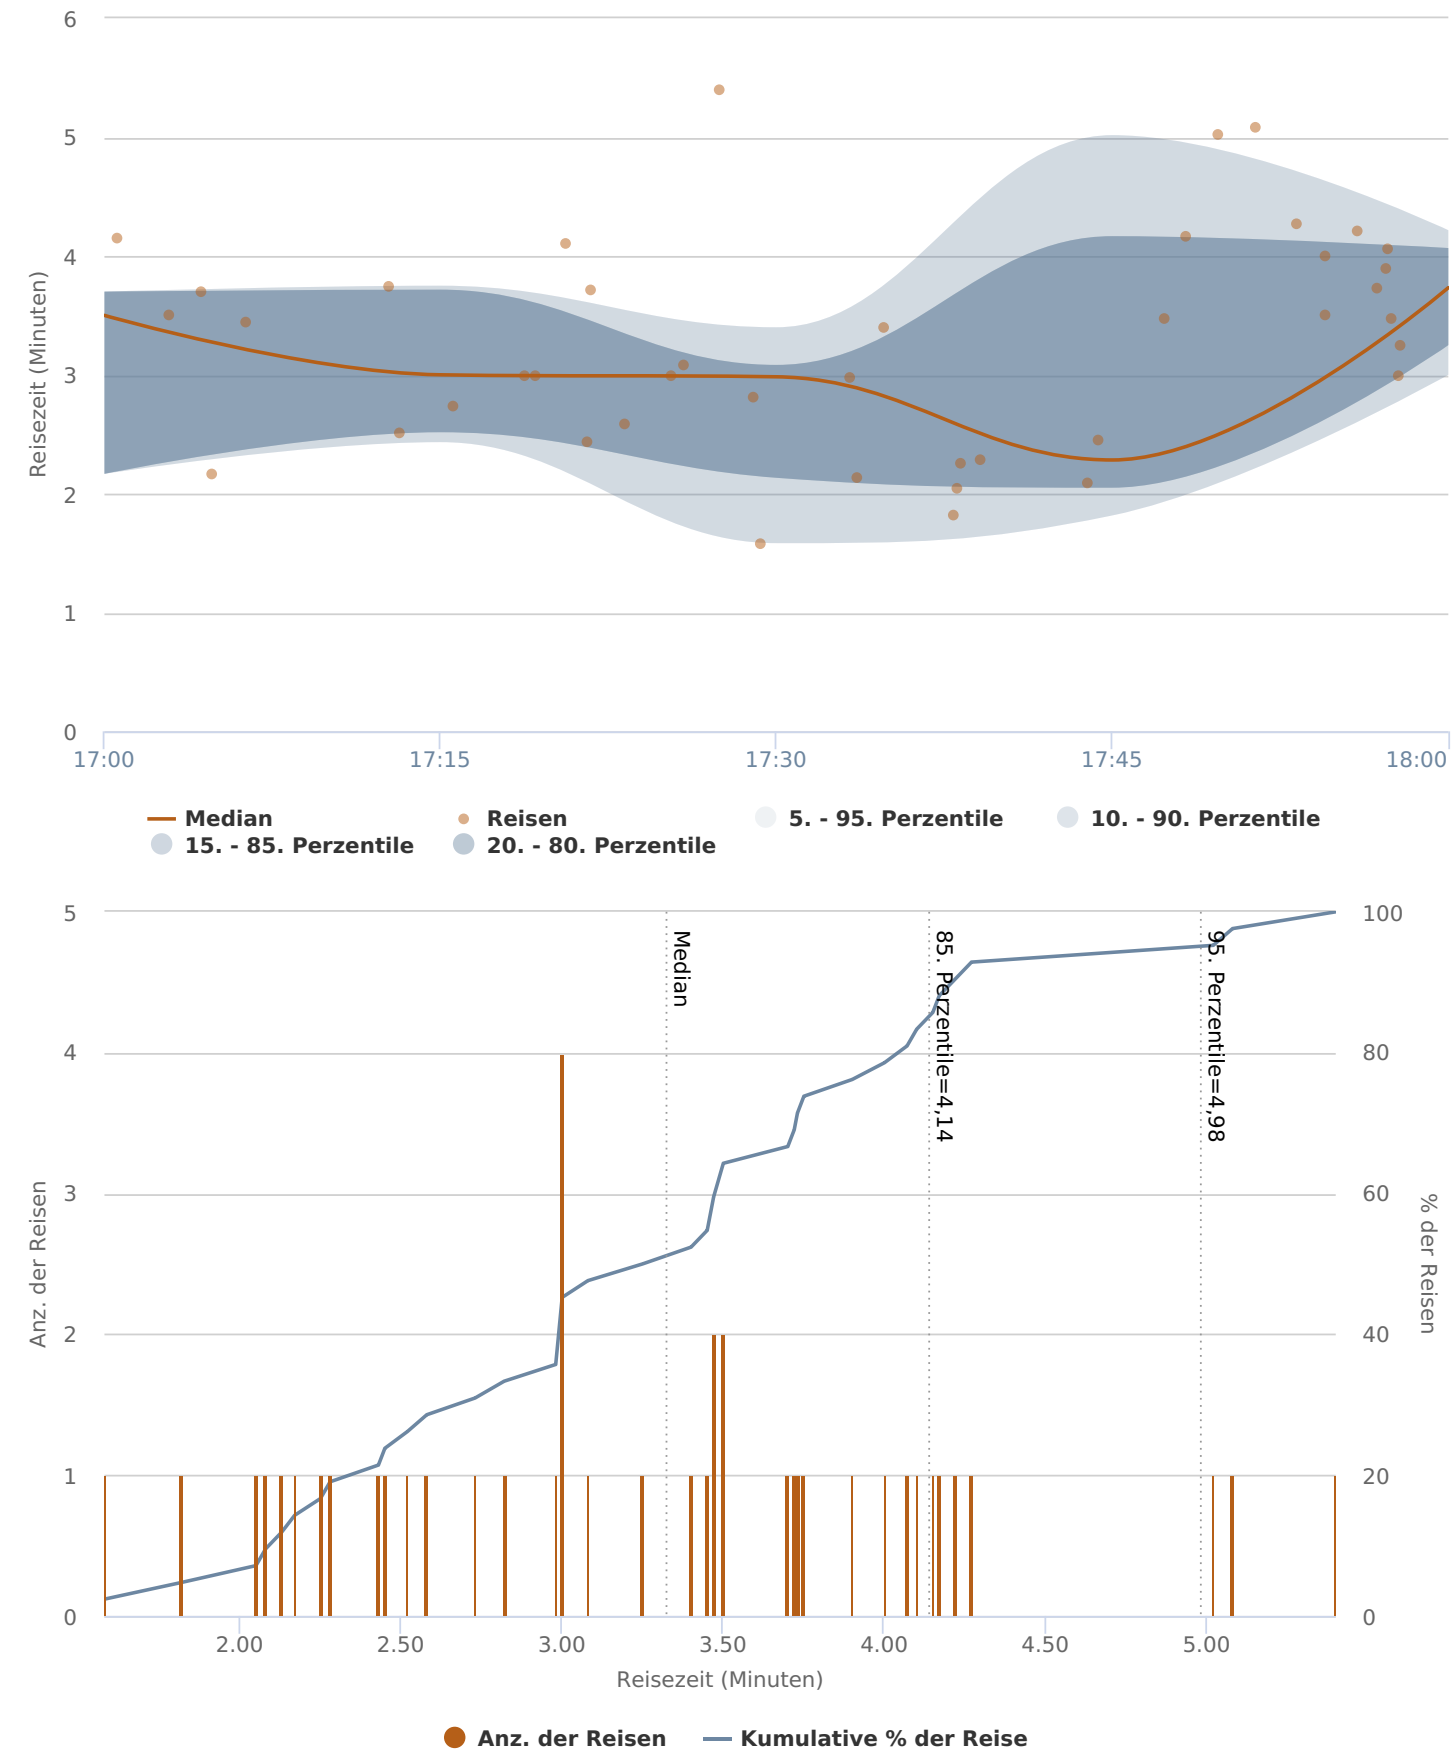 6
5
4
3
2
1
0
Reisezeit (Minuten)
17:00 17:15 17:30 17:45 18:00
Median Reisen 5. - 95. Perzentile 10. - 90. Perzentile
15. - 85. Perzentile 20. - 80. Perzentile
5 100
4 80
3 60
2 40
1 20
0 0
Anz. der Reisen
% der Reisen
Median
85. Perzentile=4,14
95. Perzentile=4,98
2.00 2.50 3.00 3.50 4.00 4.50 5.00
Reisezeit (Minuten)
Anz. der Reisen Kumulative % der Reise